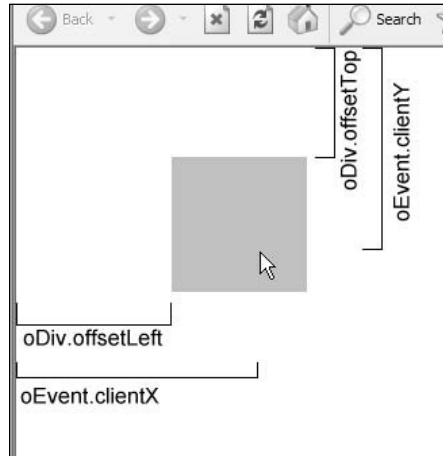 Back
Search
oDiv.offsetTop
oEvent.clientY
oDiv.offsetLeft
oEvent.clientX